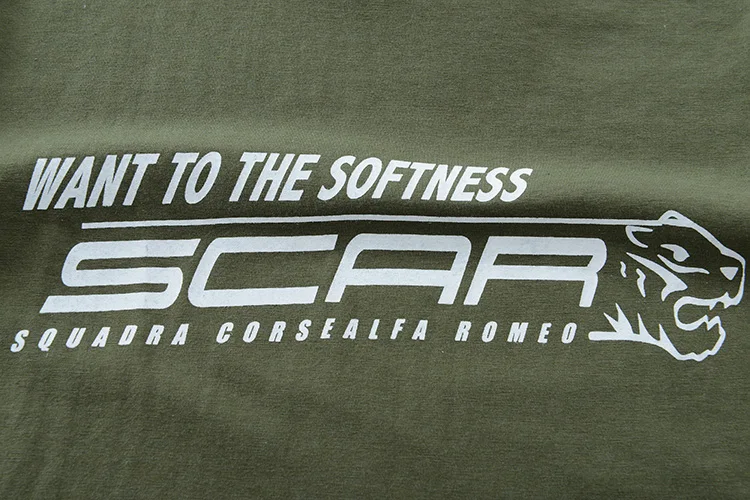 WANT TO THE SOFTNESS
SCAR
SQUADRA CORSEALFA ROMEO